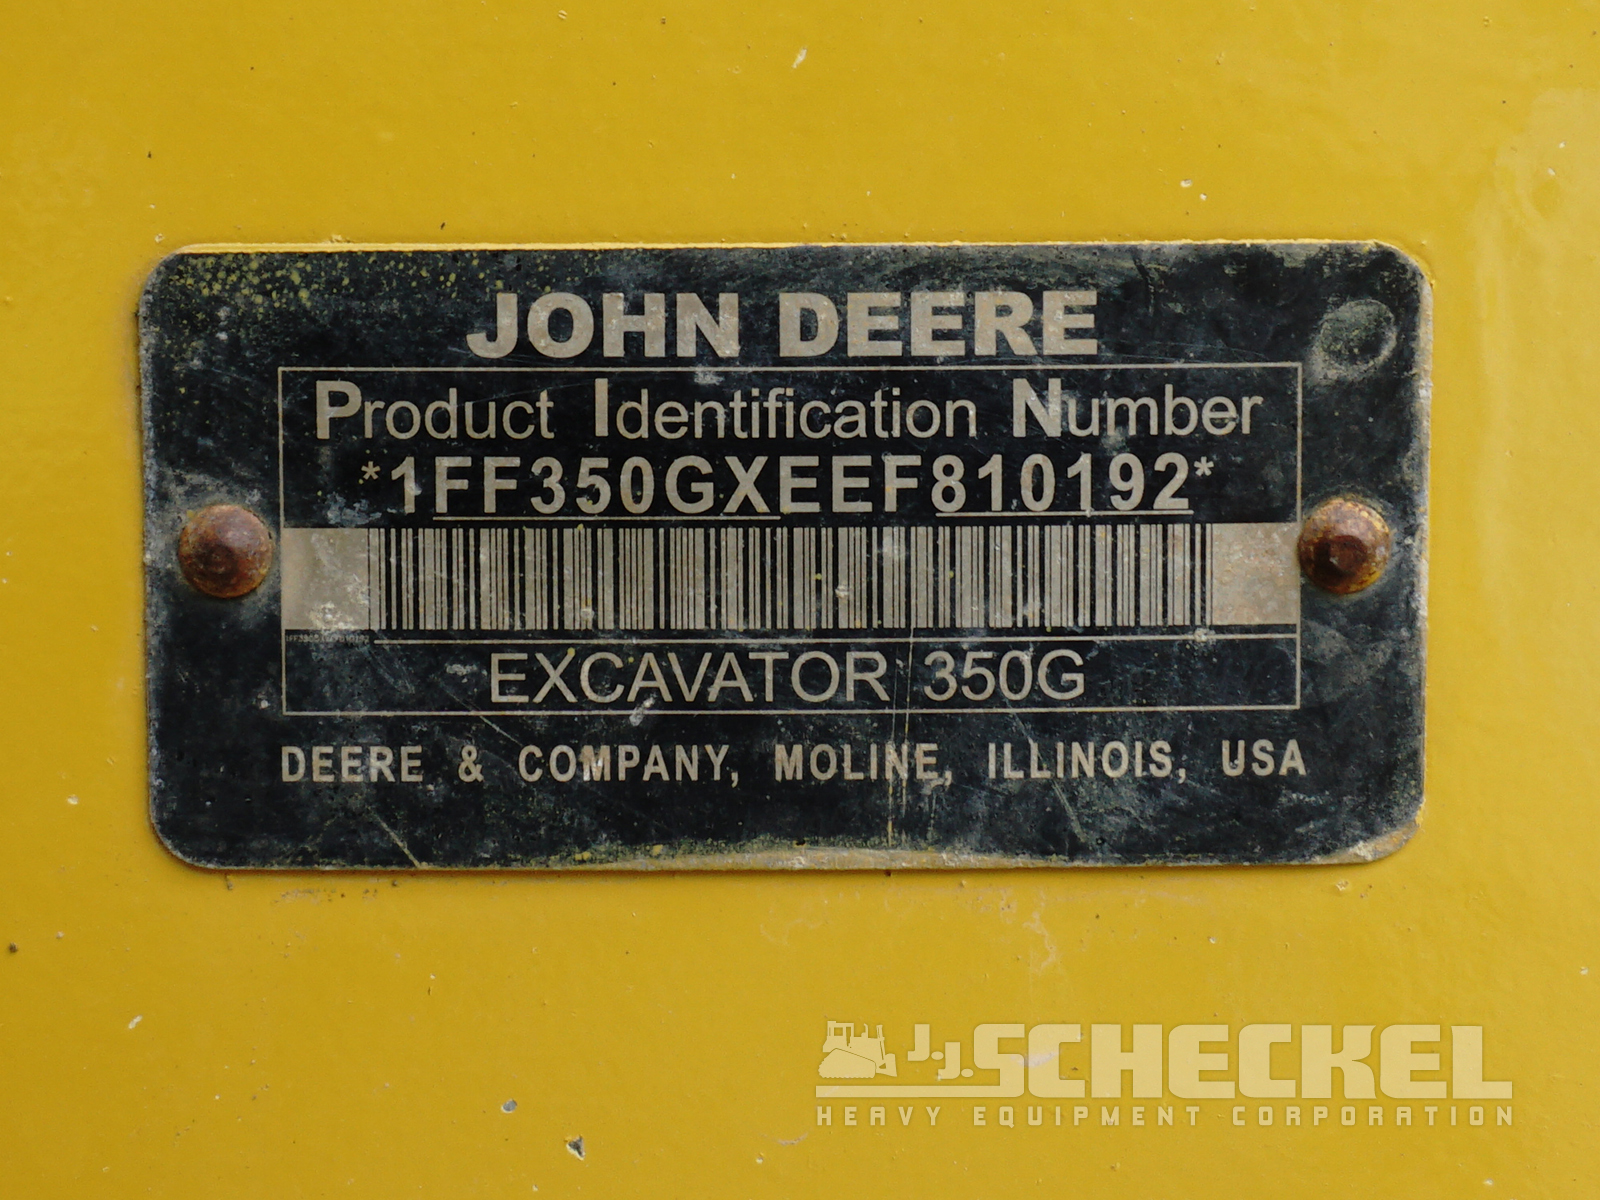 JOHN DEERE
Product Identification Number
*1FF350GXEEF810192*
EXCAVATOR 350G
DEERE & COMPANY, MOLINE, ILLINOIS, USA
J.J. SCHECKEL
HEAVY EQUIPMENT CORPORATION